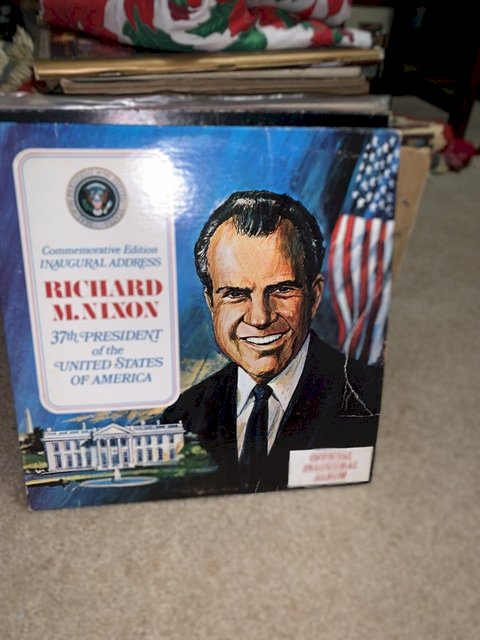 Commemorative Edition
INAUGURAL ADDRESS
RICHARD
M. NIXON
37th PRESIDENT
of the
UNITED STATES
OF AMERICA
OFFICIAL
INAUGURAL
ALBUM